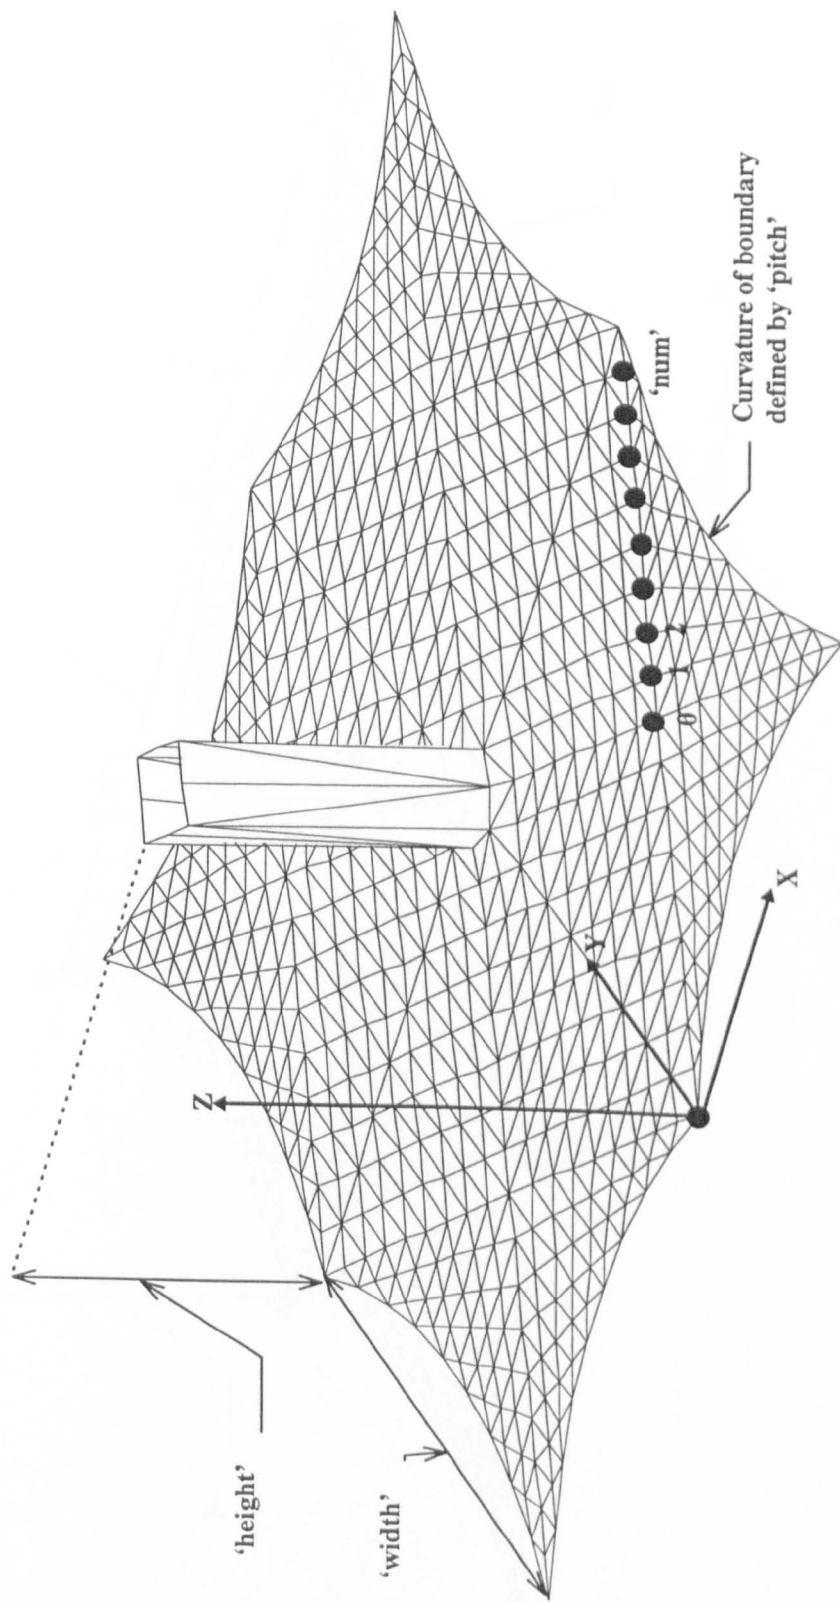 Z
Y
X
'height'
'width'
0
1
2
'num'
Curvature of boundary
defined by 'pitch'